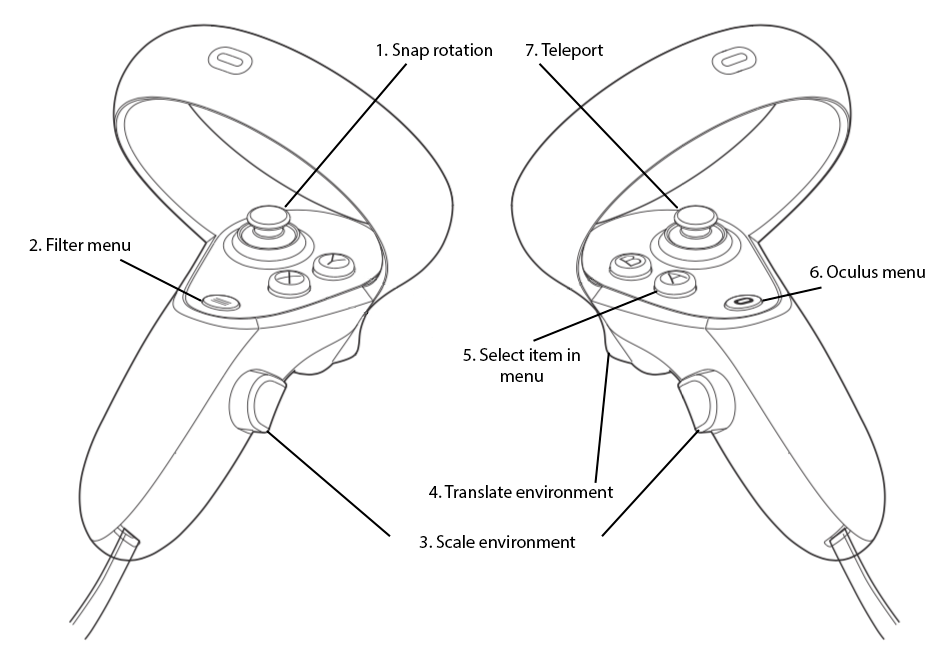 1. Snap rotation
7. Teleport
2. Filter menu
6. Oculus menu
Y
X
B
A
5. Select item in
menu
4. Translate environment
3. Scale environment